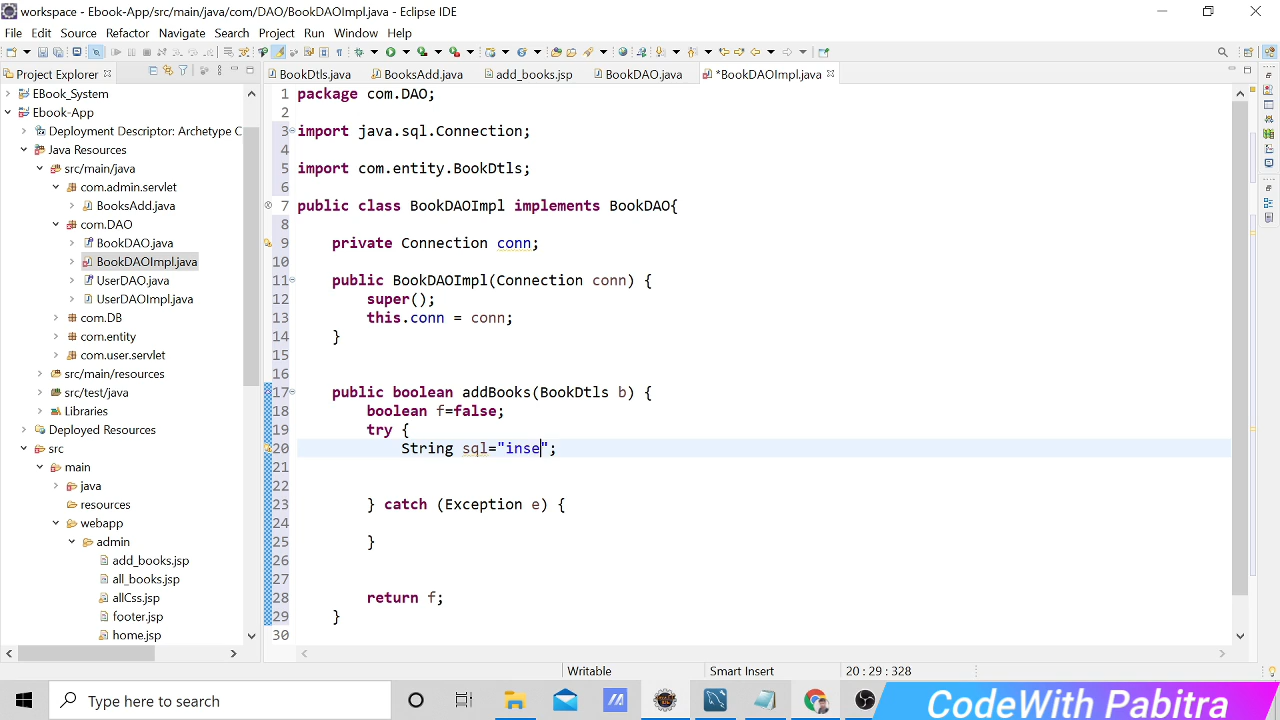 workspace - Ebook-App/src/main/java/com/DAO/BookDAOImpl.java - Eclipse IDE
File Edit Source Refactor Navigate Search Project Run Window Help
Project Explorer
BookDtls.java BooksAdd.java add_books.jsp BookDAO.java *BookDAOImpl.java
EBook_System
Ebook-App
Deployment Descriptor: Archetype C
Java Resources
src/main/java
com.admin.servlet
BooksAdd.java
com.DAO
BookDAO.java
BookDAOImpl.java
UserDAO.java
UserDAOImpl.java
com.DB
com.entity
com.user.servlet
src/main/resources
src/test/java
Libraries
Deployed Resources
src
main
java
resources
webapp
admin
add_books.jsp
all_books.jsp
allCss.jsp
footer.jsp
home.jsp
1 package com.DAO;
2
3 import java.sql.Connection;
4
5 import com.entity.BookDtls;
6
7 public class BookDAOImpl implements BookDAO{
8
9 private Connection conn;
10
11 public BookDAOImpl(Connection conn) {
12 super();
13 this.conn = conn;
14 }
15
16
17 public boolean addBooks(BookDtls b) {
18 boolean f=false;
19 try {
20 String sql="inse";
21
22
23 } catch (Exception e) {
24
25 }
26
27
28 return f;
29 }
30
Writable Smart Insert 20 : 29 : 328
Type here to search
CodeWith Pabitra